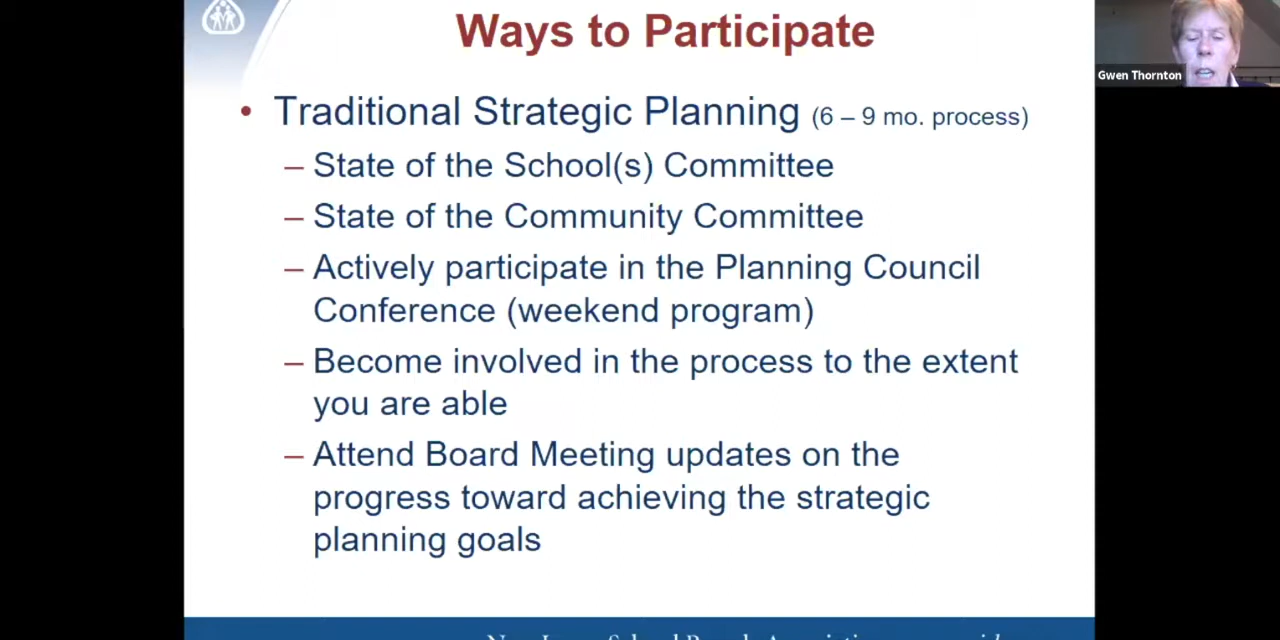 Ways to Participate
Gwen Thornton
• Traditional Strategic Planning (6 – 9 mo. process)
– State of the School(s) Committee
– State of the Community Committee
– Actively participate in the Planning Council
Conference (weekend program)
– Become involved in the process to the extent
you are able
– Attend Board Meeting updates on the
progress toward achieving the strategic
planning goals